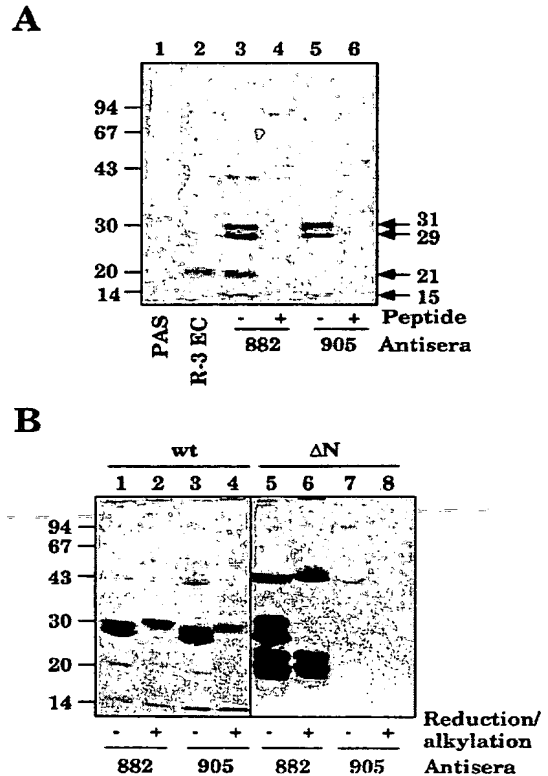 A
1 2 3 4 5 6
94
67
43
30
20
14
31
29
21
15
PAS
R-3 EC
- + - + Peptide
882 905 Antisera
B
wt ΔN
1 2 3 4 5 6 7 8
94
67
43
30
20
14
- + - + - + - + Reduction/
alkylation
882 905 882 905 Antisera